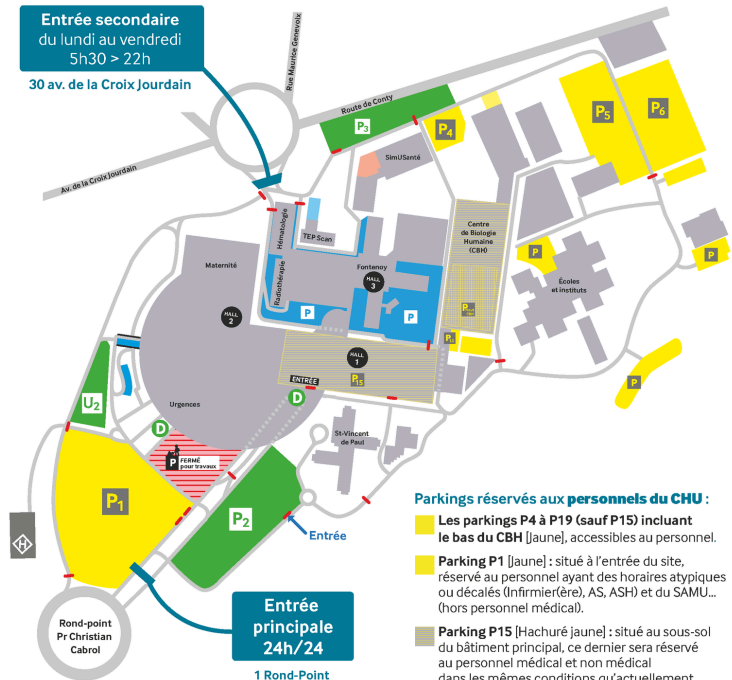 Entrée secondaire
du lundi au vendredi
5h30 > 22h
30 av. de la Croix Jourdain
Rue Maurice Genevoix
Route de Conty
Av. de la Croix Jourdain
P3
P4
P5
P6
SimUSanté
Hématologie
TEP Scan
Centre
de Biologie
Humaine
(CBH)
Maternité
Radiothérapie
Fontenoy
HALL
3
P
P
P
P
Écoles
et instituts
HALL
2
HALL
1
P15
ENTRÉE
P
U2
Urgences
D
D
St-Vincent
de Paul
P
FERMÉ
pour travaux
P1
P2
Entrée
H
Rond-point
Pr Christian
Cabrol
Entrée
principale
24h/24
1 Rond-Point
Parkings réservés aux personnels du CHU :
Les parkings P4 à P19 (sauf P15) incluant
le bas du CBH [Jaune], accessibles au personnel.
Parking P1 [Jaune] : situé à l'entrée du site,
réservé au personnel ayant des horaires atypiques
ou décalés (Infirmier(ère), AS, ASH) et du SAMU...
(hors personnel médical).
Parking P15 [Hachuré jaune] : situé au sous-sol
du bâtiment principal, ce dernier sera réservé
au personnel médical et non médical
dans les mêmes conditions qu'actuellement